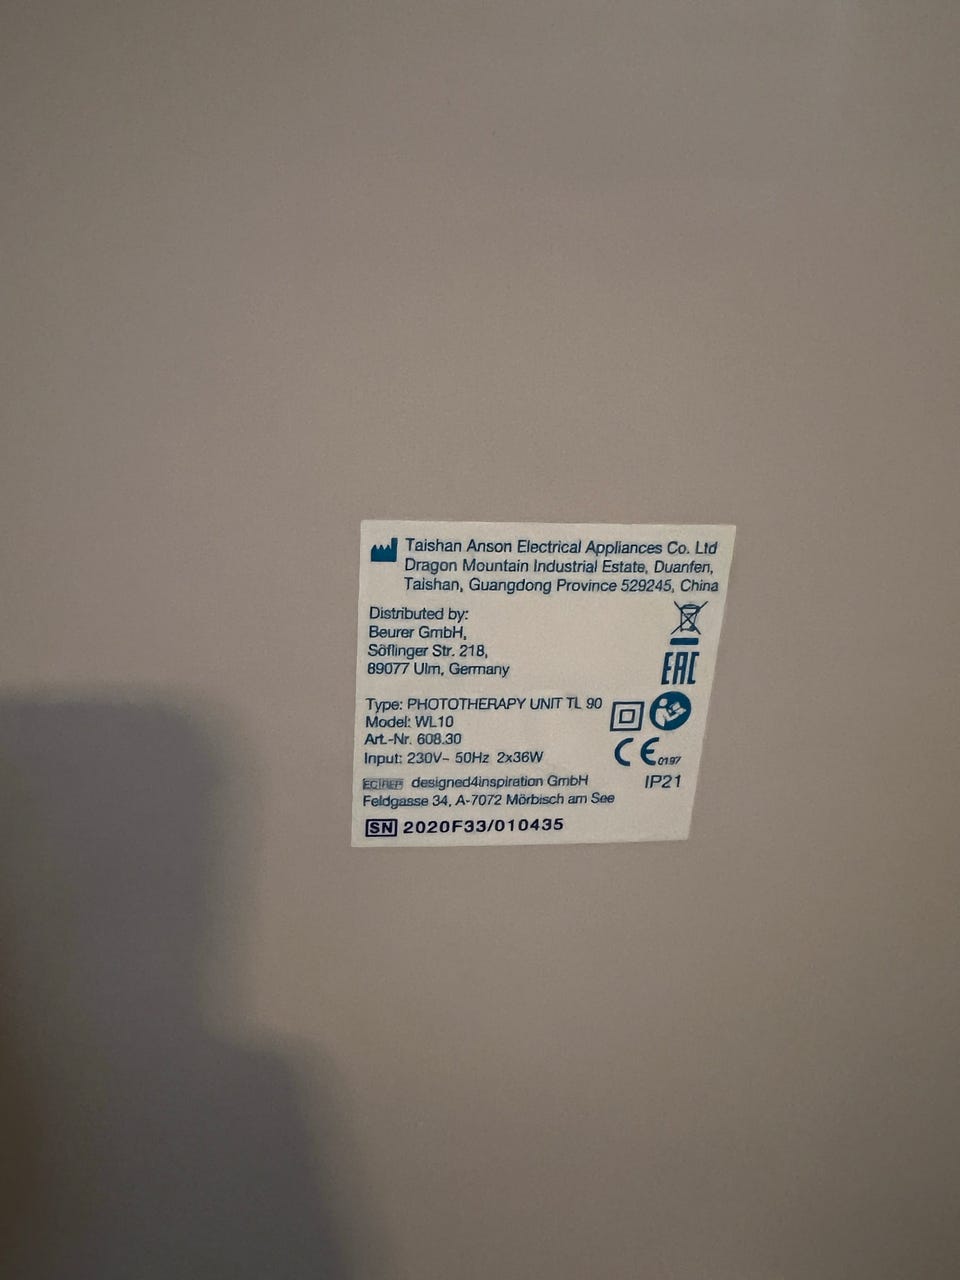 Taishan Anson Electrical Appliances Co. Ltd
Dragon Mountain Industrial Estate, Duanfen,
Taishan, Guangdong Province 529245, China
Distributed by:
Beurer GmbH,
Söflinger Str. 218,
89077 Ulm, Germany
EAC
Type: PHOTOTHERAPY UNIT TL 90
Model: WL10
Art.-Nr. 608.30
Input: 230V~ 50Hz 2x36W
CE 0197
EC REP designed4inspiration GmbH
IP21
Feldgasse 34, A-7072 Mörbisch am See
SN 2020F33/010435